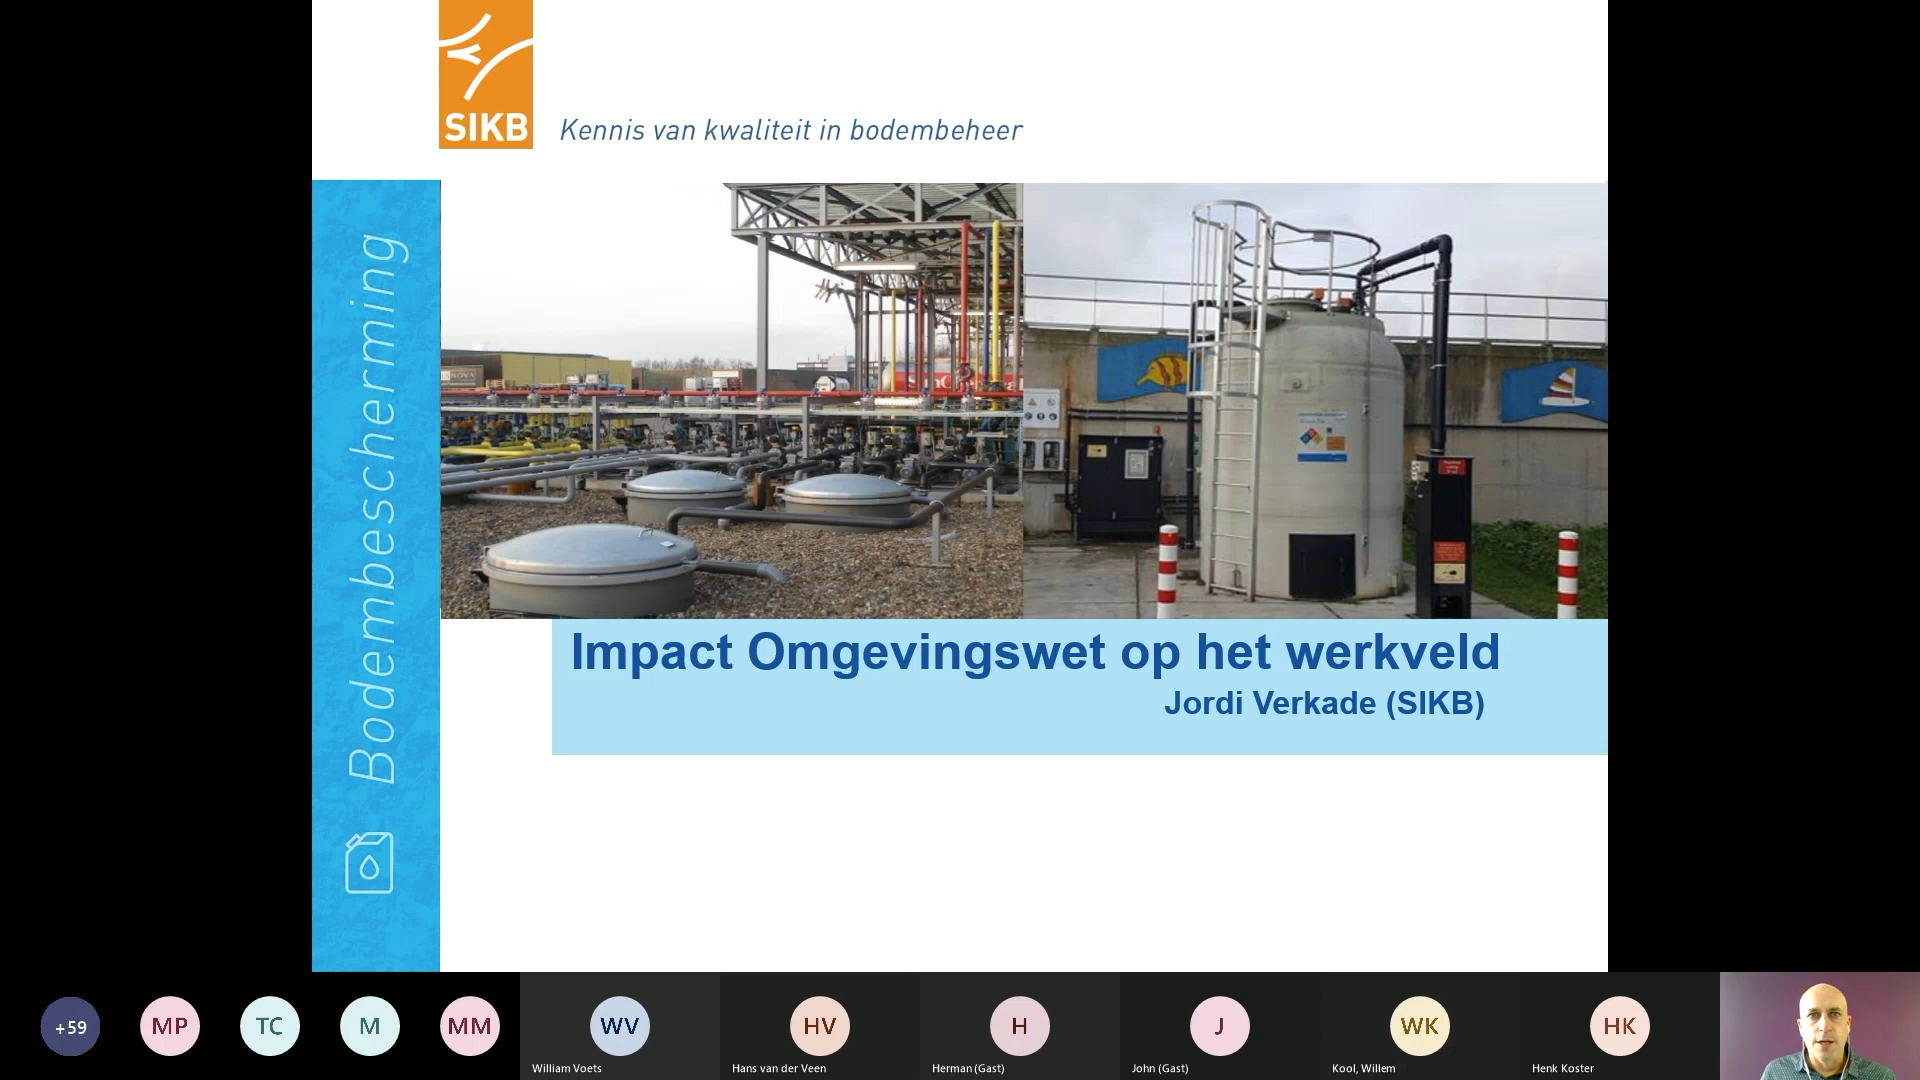 SIKB
Kennis van kwaliteit in bodembeheer
Bodembescherming
Impact Omgevingswet op het werkveld
Jordi Verkade (SIKB)
+59
MP
TC
M
MM
WV
HV
H
J
WK
HK
William Voets
Hans van der Veen
Herman (Gast)
John (Gast)
Kool, Willem
Henk Koster